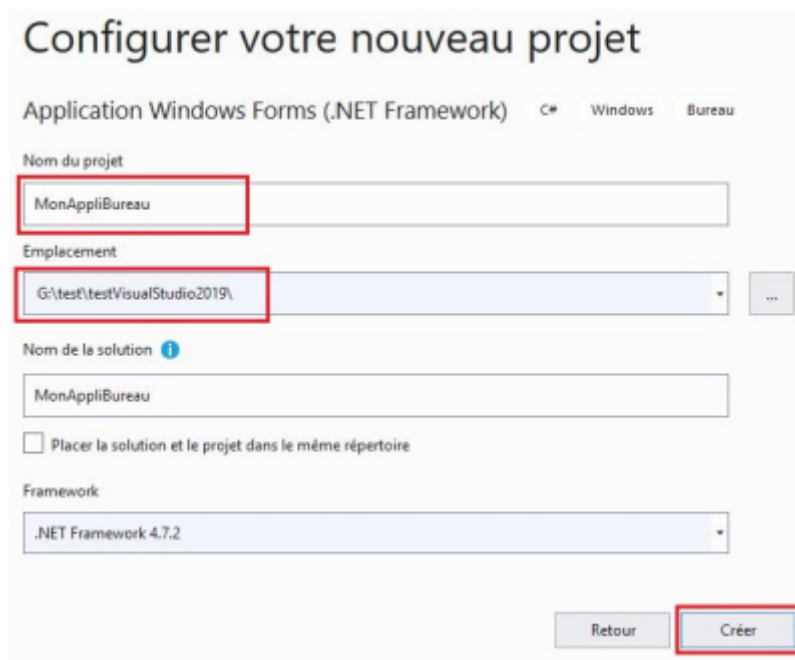 Configurer votre nouveau projet
Application Windows Forms (.NET Framework) C# Windows Bureau
Nom du projet
MonAppliBureau
Emplacement
G:\test\testVisualStudio2019\
...
Nom de la solution
MonAppliBureau
Placer la solution et le projet dans le même répertoire
Framework
.NET Framework 4.7.2
Retour Créer